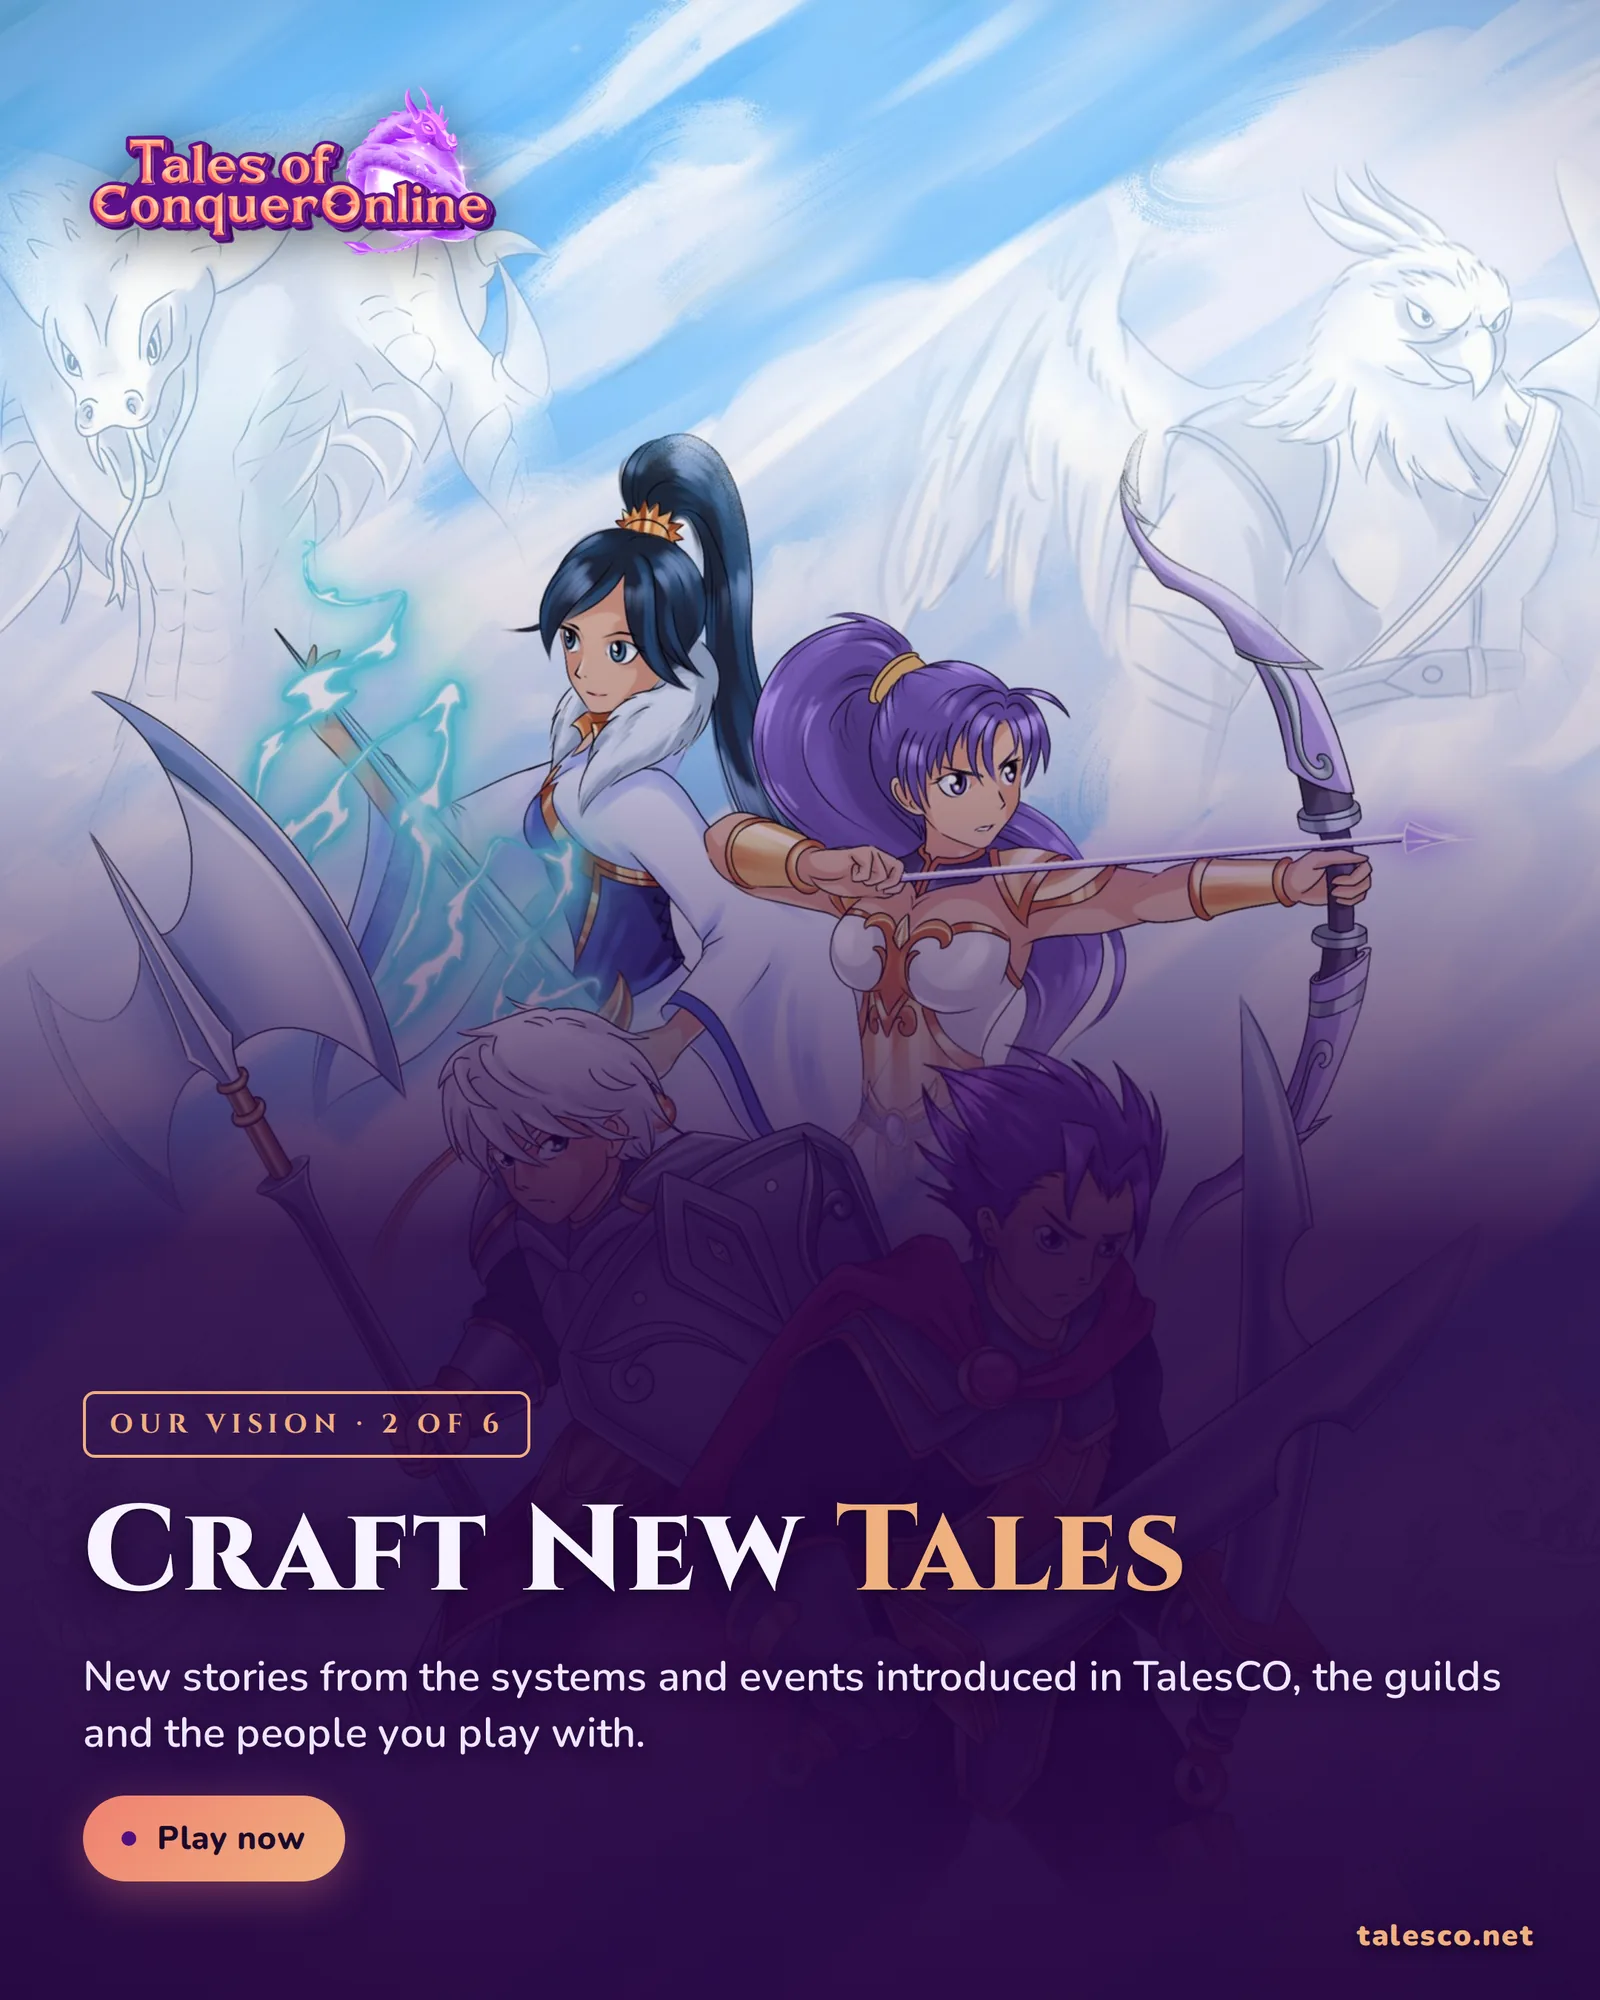 Tales of
ConquerOnline
OUR VISION · 2 OF 6
Craft New Tales
New stories from the systems and events introduced in TalesCO, the guilds
and the people you play with.
Play now
talesco.net